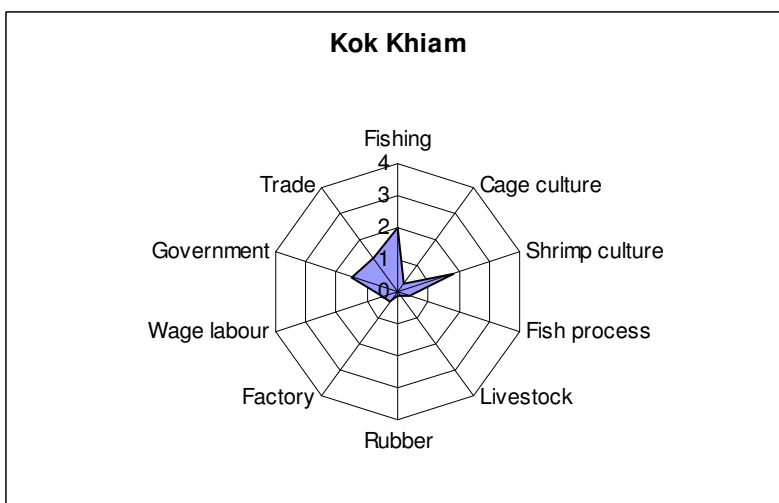 Kok Khiam
Fishing
4
Trade
Cage culture
3
2
Government
Shrimp culture
1
0
Wage labour
Fish process
Factory
Livestock
Rubber